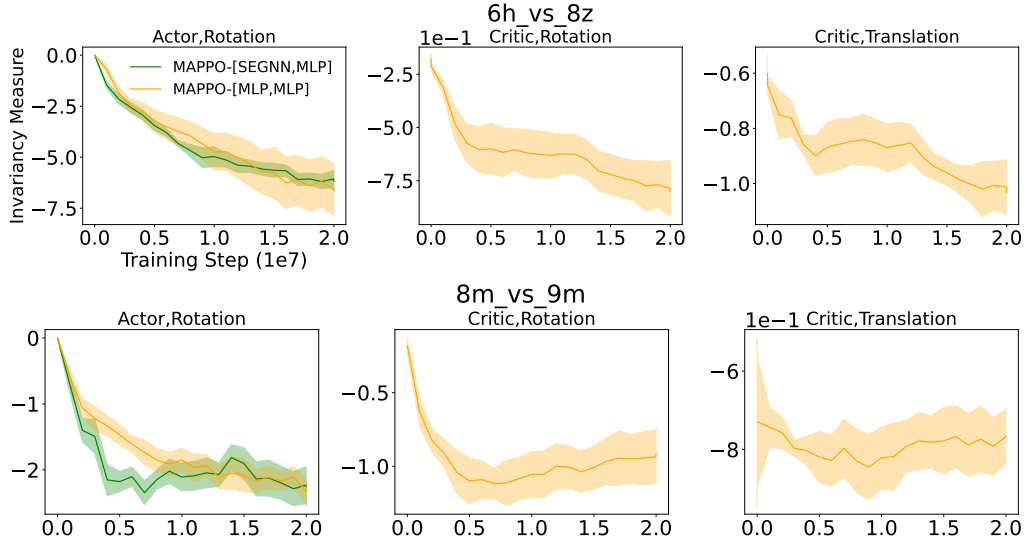 6h_vs_8z
Actor,Rotation
1e−1
Critic,Rotation
Critic,Translation
Invariancy Measure
0.0
−2.5
−5.0
−7.5
MAPPO-[SEGNN,MLP]
MAPPO-[MLP,MLP]
0.0 0.5 1.0 1.5 2.0
Training Step (1e7)
−2.5
−5.0
−7.5
0.0 0.5 1.0 1.5 2.0
−0.6
−0.8
−1.0
0.0 0.5 1.0 1.5 2.0
8m_vs_9m
Actor,Rotation
Critic,Rotation
1e−1
Critic,Translation
0
−1
−2
0.0 0.5 1.0 1.5 2.0
−0.5
−1.0
0.0 0.5 1.0 1.5 2.0
−6
−8
0.0 0.5 1.0 1.5 2.0